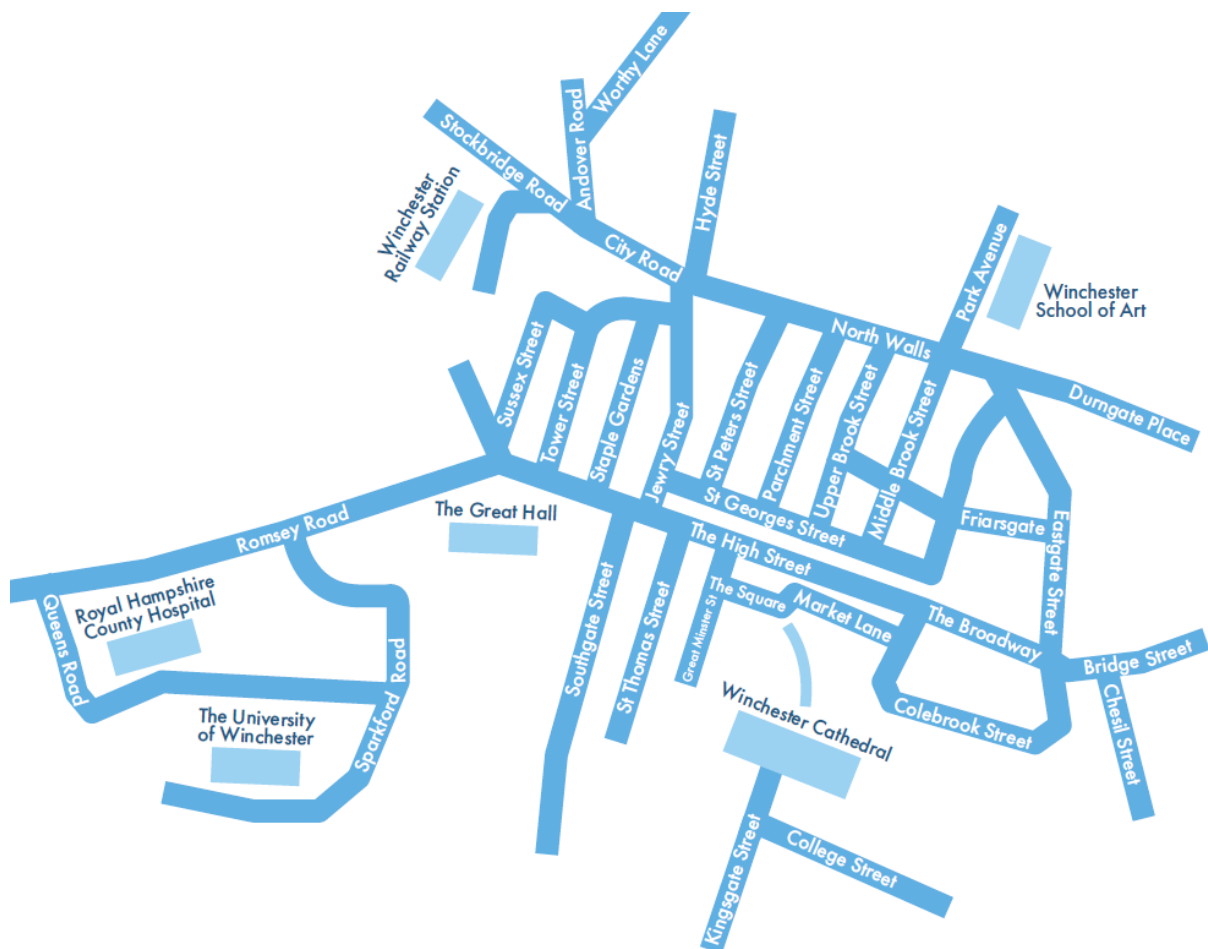 Worthy Lane
Andover Road
Stockbridge Road
Hyde Street
Winchester
Railway Station
City Road
Park Avenue
Winchester
School of Art
North Walls
Durngate Place
Sussex Street
Tower Street
Staple Gardens
Jewry Street
St Peters Street
Parchment Street
Upper Brook Street
Middle Brook Street
St Georges Street
Friarsgate
Eastgate Street
The Great Hall
Romsey Road
The High Street
Royal Hampshire
County Hospital
Queens Road
The University
of Winchester
Sparkford Road
Southgate Street
St Thomas Street
Great Minster St
The Square
Market Lane
The Broadway
Bridge Street
Chesil Street
Colebrook Street
Winchester Cathedral
Kingsgate Street
College Street